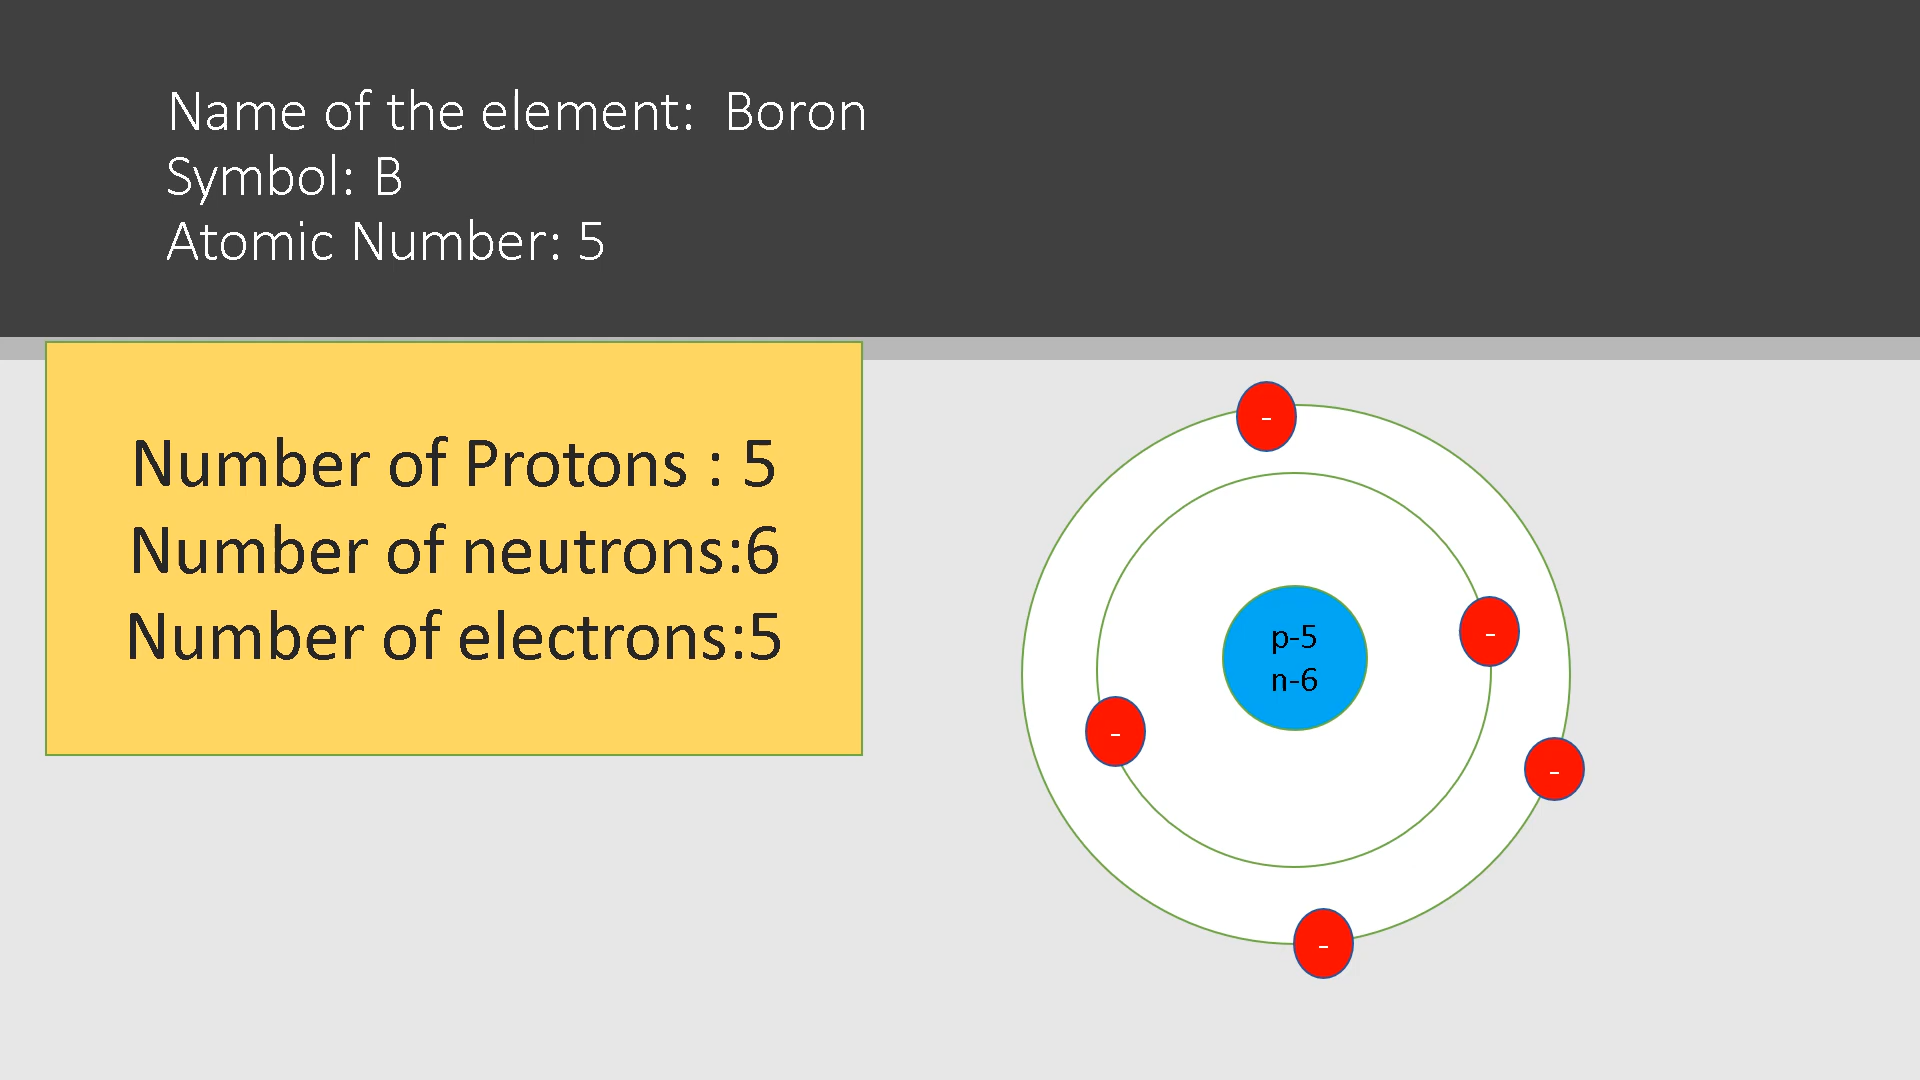 Name of the element:  Boron
Symbol: B
Atomic Number: 5
Number of Protons : 5
Number of neutrons:6
Number of electrons:5
-
p-5
n-6
-
-
-
-